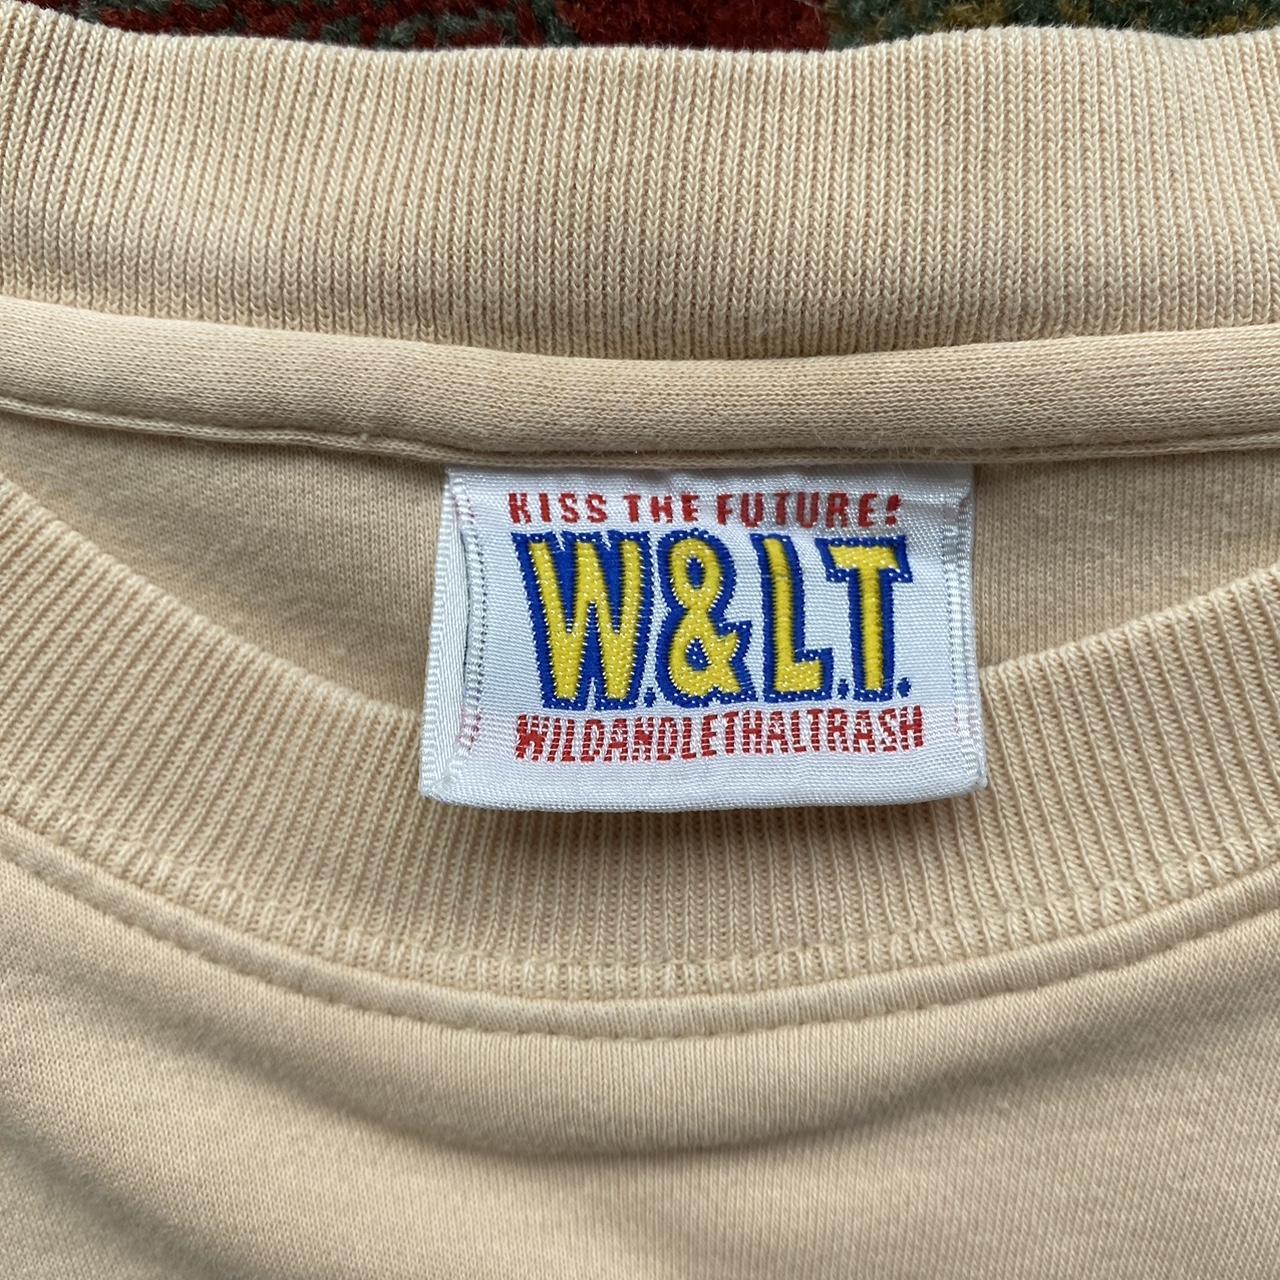 KISS THE FUTURE!
W.&L.T.
WILDANDLETHALTRASH